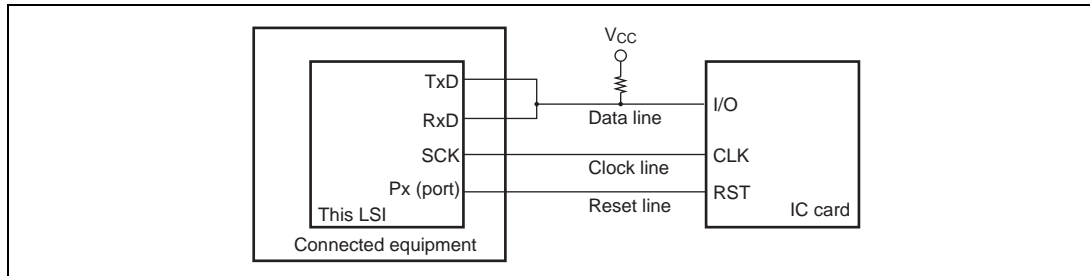 VCC
TxD
RxD
SCK
Px (port)
This LSI
Connected equipment
Data line
Clock line
Reset line
I/O
CLK
RST
IC card